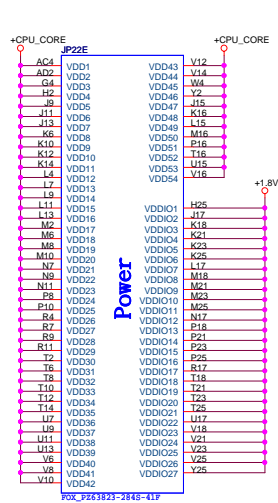 +CPU_CORE
+CPU_CORE
JP22E
AC4 VDD1 VDD43 V12
AD2 VDD2 VDD44 V14
G4 VDD3 VDD45 W4
H2 VDD4 VDD46 Y2
J9 VDD5 VDD47 J15
J11 VDD6 VDD48 K16
J13 VDD7 VDD49 L15
K6 VDD8 VDD50 M16
K10 VDD9 VDD51 P16
K12 VDD10 VDD52 T16
K14 VDD11 VDD53 U15
L4 VDD12 VDD54 V16
L7 VDD13
+1.8V
L9 VDD14
L11 VDD15 VDDIO1 H25
L13 VDD16 VDDIO2 J17
M2 VDD17 VDDIO3 K18
M6 VDD18 VDDIO4 K21
M8 VDD19 VDDIO5 K23
M10 VDD20 VDDIO6 K25
N7 VDD21 VDDIO7 L17
N9 VDD22 VDDIO8 M18
N11 VDD23 VDDIO9 M21
P8 VDD24 VDDIO10 M23
P10 VDD25 VDDIO11 M25
R4 VDD26 VDDIO12 N17
R7 VDD27 VDDIO13 P18
R9 VDD28 VDDIO14 P21
R11 VDD29 VDDIO15 P23
T2 VDD30 VDDIO16 P25
T6 VDD31 VDDIO17 R17
T8 VDD32 VDDIO18 T18
T10 VDD33 VDDIO19 T21
T12 VDD34 VDDIO20 T23
T14 VDD35 VDDIO21 T25
U7 VDD36 VDDIO22 U17
U9 VDD37 VDDIO23 V18
U11 VDD38 VDDIO24 V21
U13 VDD39 VDDIO25 V23
V6 VDD40 VDDIO26 V25
V8 VDD41 VDDIO27 Y25
V10 VDD42
Power
FOX_PZ63823-284S-41F